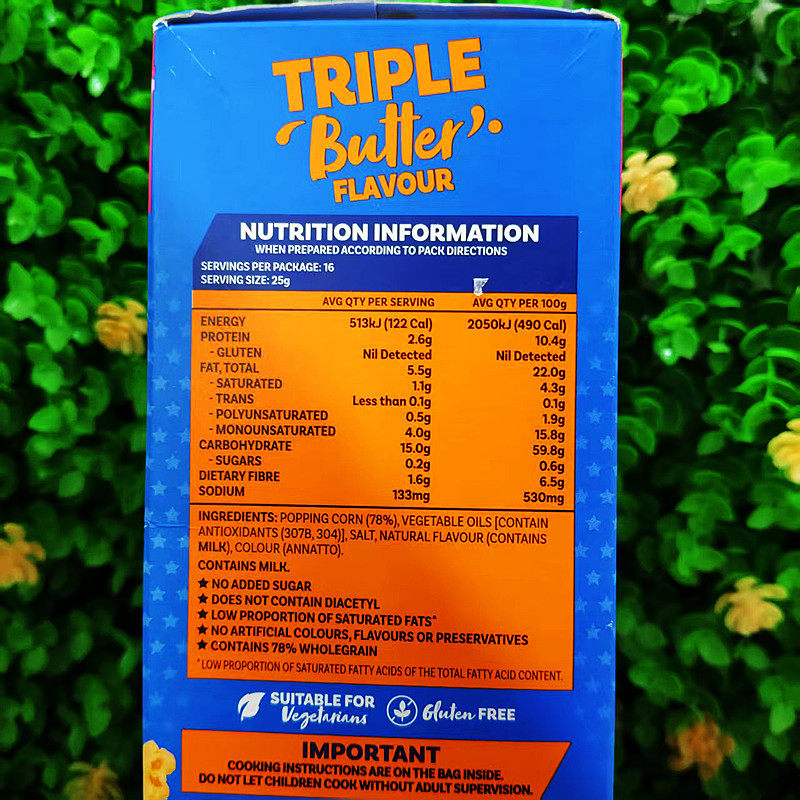 TRIPLE
Butter
FLAVOUR
NUTRITION INFORMATION
WHEN PREPARED ACCORDING TO PACK DIRECTIONS
SERVINGS PER PACKAGE: 16
SERVING SIZE: 25g
AVG QTY PER SERVING AVG QTY PER 100g
ENERGY 513kJ (122 Cal) 2050kJ (490 Cal)
PROTEIN 2.6g 10.4g
- GLUTEN Nil Detected Nil Detected
FAT, TOTAL 5.5g 22.0g
- SATURATED 1.1g 4.3g
- TRANS Less than 0.1g 0.1g
- POLYUNSATURATED 0.5g 1.9g
- MONOUNSATURATED 4.0g 15.8g
CARBOHYDRATE 15.0g 59.8g
- SUGARS 0.2g 0.6g
DIETARY FIBRE 1.6g 6.5g
SODIUM 133mg 530mg
INGREDIENTS: POPPING CORN (78%), VEGETABLE OILS [CONTAIN
ANTIOXIDANTS (307B, 304)], SALT, NATURAL FLAVOUR (CONTAINS
MILK), COLOUR (ANNATTO).
CONTAINS MILK.
★ NO ADDED SUGAR
★ DOES NOT CONTAIN DIACETYL
★ LOW PROPORTION OF SATURATED FATS^
★ NO ARTIFICIAL COLOURS, FLAVOURS OR PRESERVATIVES
★ CONTAINS 78% WHOLEGRAIN
^LOW PROPORTION OF SATURATED FATTY ACIDS OF THE TOTAL FATTY ACID CONTENT.
SUITABLE FOR
Vegetarians
Gluten FREE
IMPORTANT
COOKING INSTRUCTIONS ARE ON THE BAG INSIDE.
DO NOT LET CHILDREN COOK WITHOUT ADULT SUPERVISION.